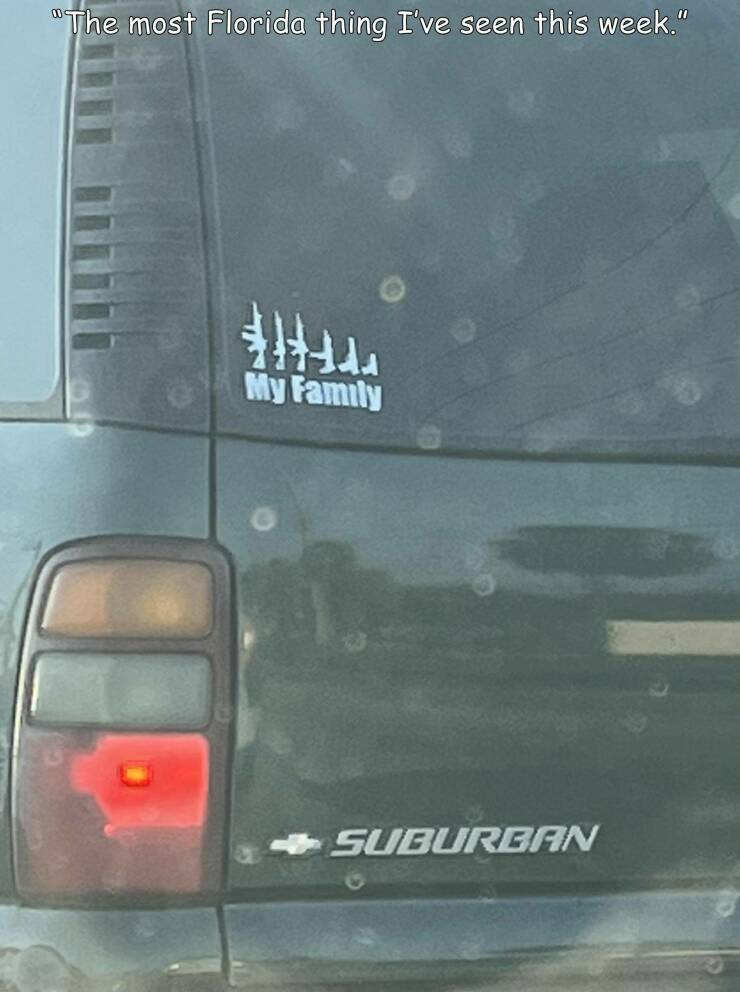 “The most Florida thing I’ve seen this week.”
My Family
SUBURBAN